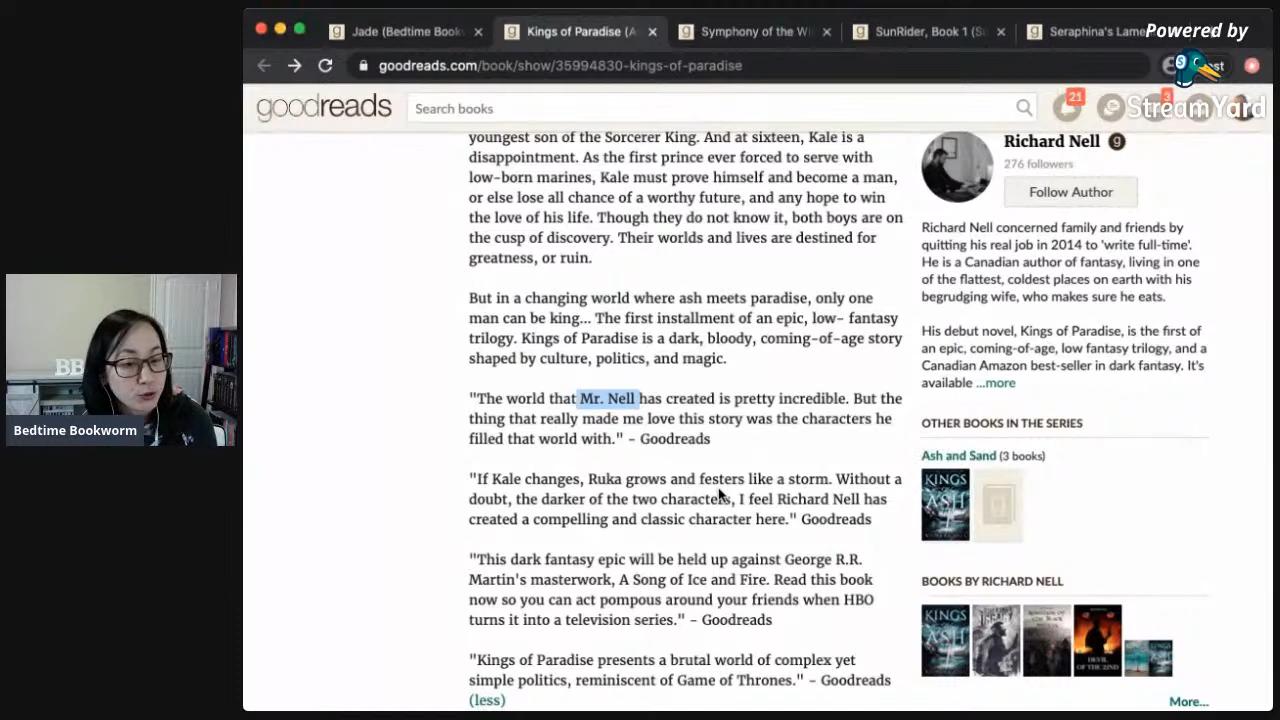 Jade (Bedtime Book
Kings of Paradise (A
Symphony of the Wi
SunRider, Book 1 (S
Seraphina's Lame
Powered by
goodreads.com/book/show/35994830-kings-of-paradise
StreamYard
goodreads
Search books
21
3
youngest son of the Sorcerer King. And at sixteen, Kale is a
disappointment. As the first prince ever forced to serve with
low-born marines, Kale must prove himself and become a man,
or else lose all chance of a worthy future, and any hope to win
the love of his life. Though they do not know it, both boys are on
the cusp of discovery. Their worlds and lives are destined for
greatness, or ruin.
But in a changing world where ash meets paradise, only one
man can be king... The first installment of an epic, low- fantasy
trilogy. Kings of Paradise is a dark, bloody, coming-of-age story
shaped by culture, politics, and magic.
"The world that Mr. Nell has created is pretty incredible. But the
thing that really made me love this story was the characters he
filled that world with." - Goodreads
"If Kale changes, Ruka grows and festers like a storm. Without a
doubt, the darker of the two characters, I feel Richard Nell has
created a compelling and classic character here." Goodreads
"This dark fantasy epic will be held up against George R.R.
Martin's masterwork, A Song of Ice and Fire. Read this book
now so you can act pompous around your friends when HBO
turns it into a television series." - Goodreads
"Kings of Paradise presents a brutal world of complex yet
simple politics, reminiscent of Game of Thrones." - Goodreads
(less)
Richard Nell
276 followers
Follow Author
Richard Nell concerned family and friends by
quitting his real job in 2014 to 'write full-time'.
He is a Canadian author of fantasy, living in one
of the flattest, coldest places on earth with his
begrudging wife, who makes sure he eats.
His debut novel, Kings of Paradise, is the first of
an epic, coming-of-age, low fantasy trilogy, and a
Canadian Amazon best-seller in dark fantasy. It's
available ...more
OTHER BOOKS IN THE SERIES
Ash and Sand (3 books)
KINGS
ASH
BOOKS BY RICHARD NELL
KINGS
ASH
DEVIL
More...
BB
Bedtime Bookworm